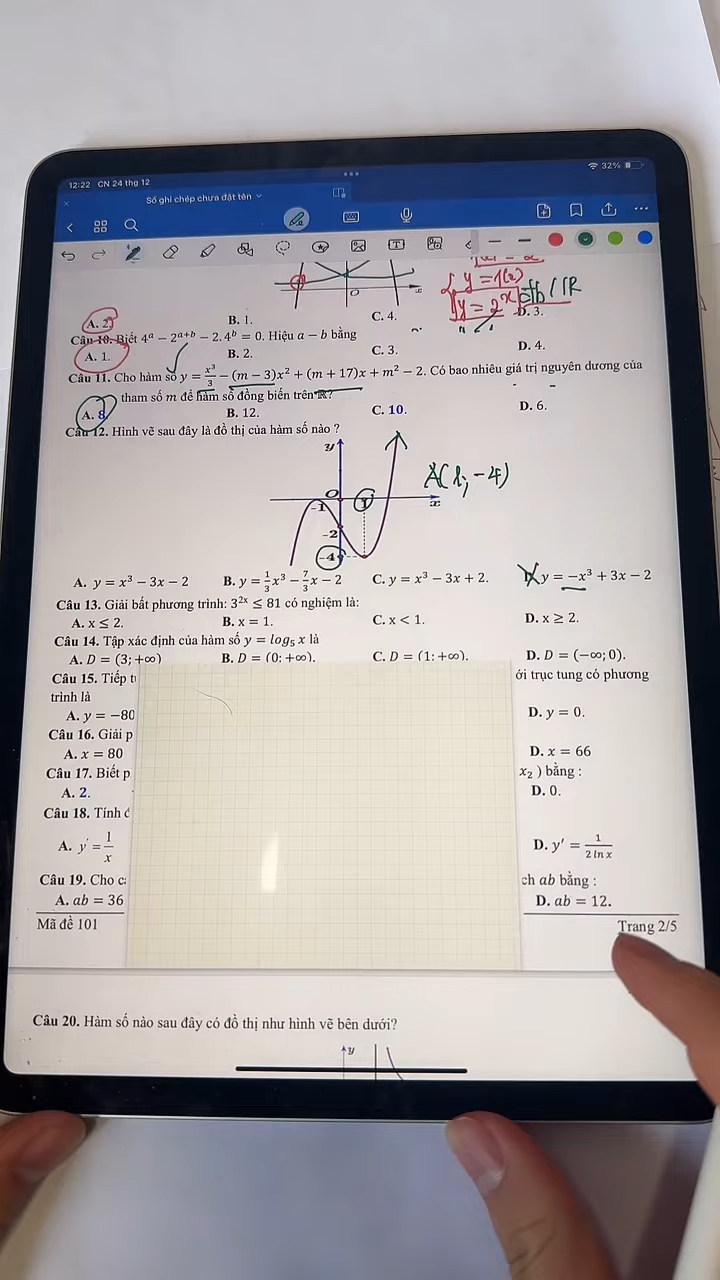 12:22 CN 24 thg 12
32%
Sổ ghi chép chưa đặt tên
O x
y = 2ˣ đb / ℝ
A. 2. B. 1. C. 4. D. 3.
Câu 10. Biết 4ᵃ − 2ᵃ⁺ᵇ − 2.4ᵇ = 0. Hiệu a − b bằng
A. 1. B. 2. C. 3. D. 4.
Câu 11. Cho hàm số y = x³/3 − (m − 3)x² + (m + 17)x + m² − 2. Có bao nhiêu giá trị nguyên dương của
tham số m để hàm số đồng biến trên ℝ?
A. 8. B. 12. C. 10. D. 6.
Câu 12. Hình vẽ sau đây là đồ thị của hàm số nào ?
y
A(1; −4)
O
−1 1 x
−2
−4
A. y = x³ − 3x − 2 B. y = 1/3 x³ − 7/3 x − 2 C. y = x³ − 3x + 2. y = −x³ + 3x − 2
Câu 13. Giải bất phương trình: 3²ˣ ≤ 81 có nghiệm là:
A. x ≤ 2. B. x = 1. C. x < 1. D. x ≥ 2.
Câu 14. Tập xác định của hàm số y = log₅ x là
A. D = (3; +∞) B. D = (0; +∞). C. D = (1; +∞). D. D = (−∞; 0).
Câu 15. Tiếp ới trục tung có phương
trình là
A. y = −80 D. y = 0.
Câu 16. Giải p
A. x = 80 D. x = 66
Câu 17. Biết p x₂ ) bằng :
A. 2. D. 0.
Câu 18. Tính
A. y′ = 1/x D. y′ = 1/(2 ln x)
Câu 19. Cho ch ab bằng :
A. ab = 36 D. ab = 12.
Mã đề 101 Trang 2/5
Câu 20. Hàm số nào sau đây có đồ thị như hình vẽ bên dưới?
y